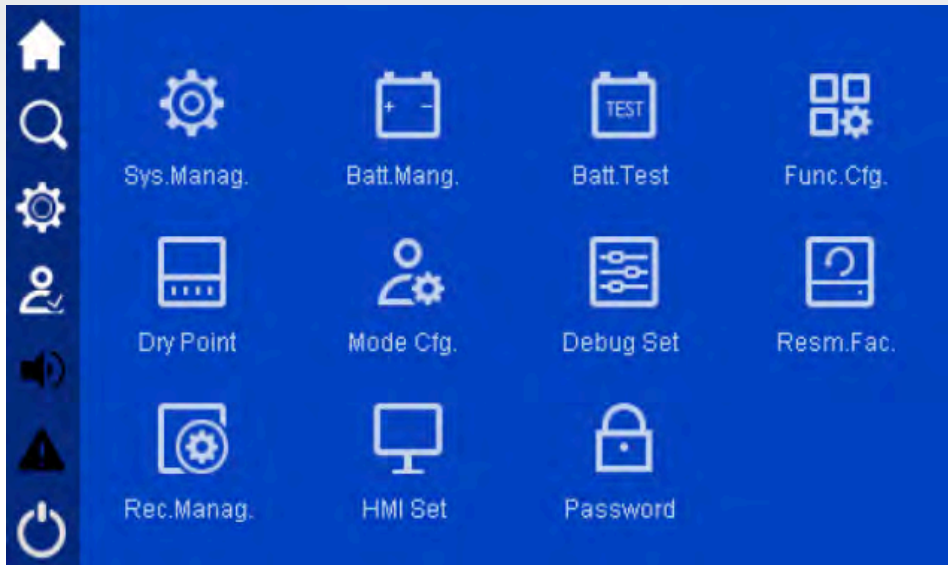 Sys.Manag.
Batt.Mang.
TEST
Batt.Test
Func.Cfg.
Dry Point
Mode Cfg.
Debug Set
Resm.Fac.
Rec.Manag.
HMI Set
Password